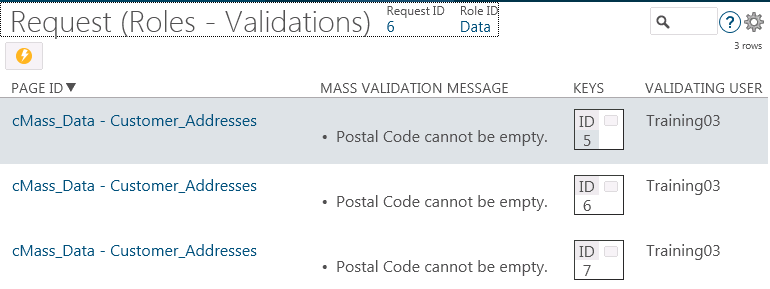 Request (Roles - Validations) Request ID Role ID
6 Data
?
3 rows
PAGE ID▼ MASS VALIDATION MESSAGE KEYS VALIDATING USER
cMass_Data - Customer_Addresses • Postal Code cannot be empty. ID Training03
5
cMass_Data - Customer_Addresses • Postal Code cannot be empty. ID Training03
6
cMass_Data - Customer_Addresses • Postal Code cannot be empty. ID Training03
7